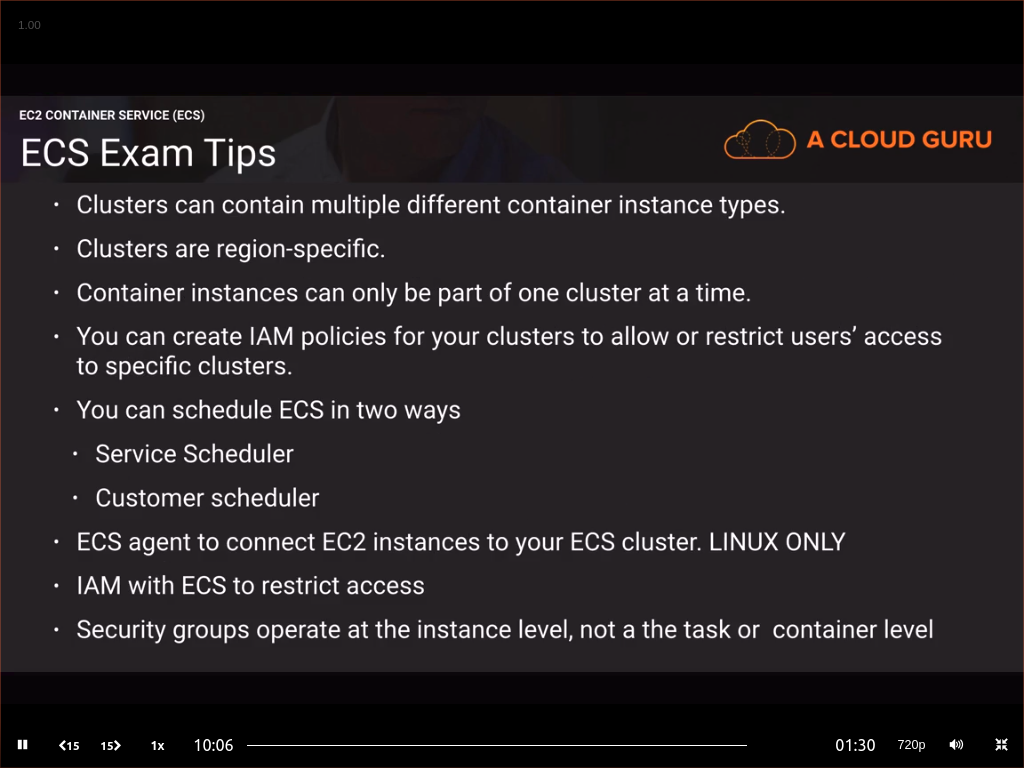 1.00
EC2 CONTAINER SERVICE (ECS)
ECS Exam Tips
A CLOUD GURU
• Clusters can contain multiple different container instance types.
• Clusters are region-specific.
• Container instances can only be part of one cluster at a time.
• You can create IAM policies for your clusters to allow or restrict users’ access
to specific clusters.
• You can schedule ECS in two ways
• Service Scheduler
• Customer scheduler
• ECS agent to connect EC2 instances to your ECS cluster. LINUX ONLY
• IAM with ECS to restrict access
• Security groups operate at the instance level, not a the task or  container level
15 15 1x 10:06 01:30 720p